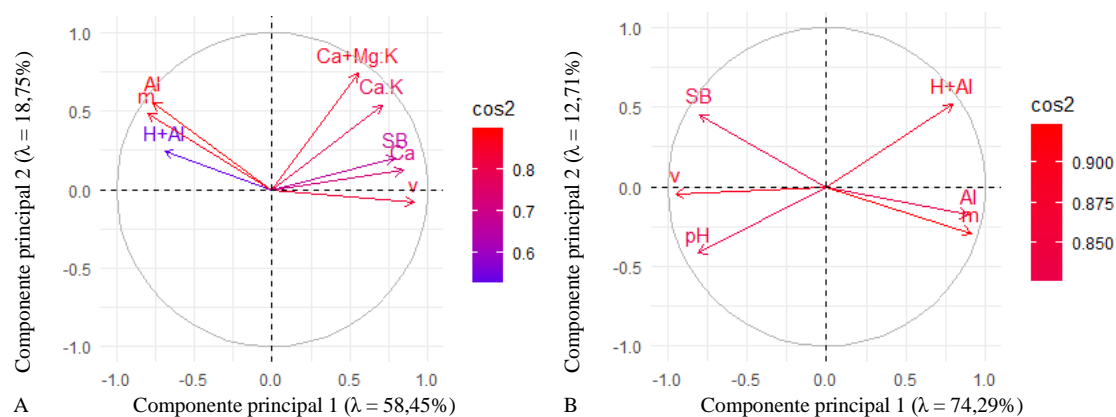 Componente principal 2 (λ = 18,75%)
1.0
0.5
0.0
-0.5
-1.0
Ca+Mg:K
Ca:K
Al
m
H+Al
SB
Ca
v
-1.0 -0.5 0.0 0.5 1.0
A Componente principal 1 (λ = 58,45%)
cos2
0.8
0.7
0.6
Componente principal 2 (λ = 12,71%)
1.0
0.5
0.0
-0.5
-1.0
SB
H+Al
v
Al
m
pH
-1.0 -0.5 0.0 0.5 1.0
B Componente principal 1 (λ = 74,29%)
cos2
0.900
0.875
0.850